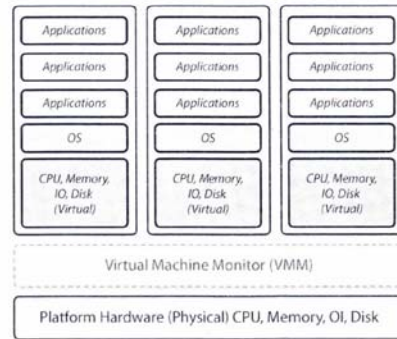 Applications
Applications
Applications
OS
CPU, Memory,
IO, Disk
(Virtual)
Applications
Applications
Applications
OS
CPU, Memory,
IO, Disk
(Virtual)
Applications
Applications
Applications
OS
CPU, Memory,
IO, Disk
(Virtual)
Virtual Machine Monitor (VMM)
Platform Hardware (Physical) CPU, Memory, OI, Disk